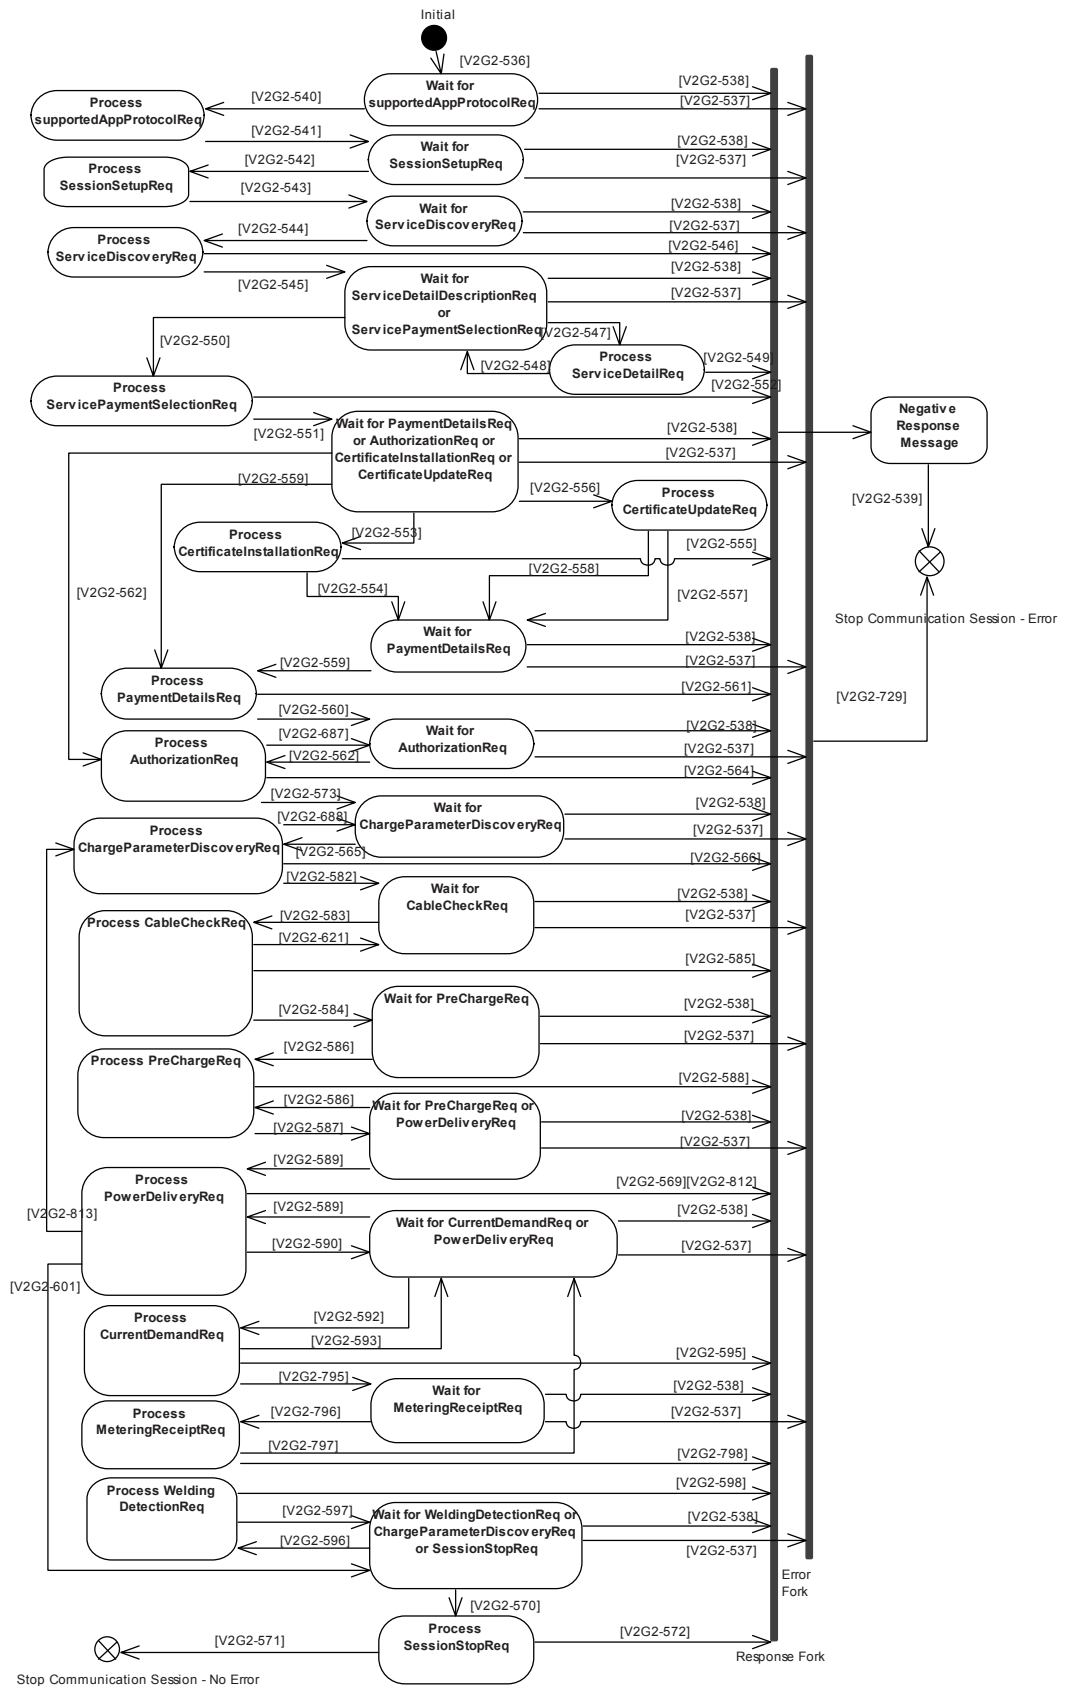 Initial
[V2G2-536]
Wait for
supportedAppProtocolReq
[V2G2-538]
[V2G2-537]
[V2G2-540]
Process
supportedAppProtocolReq
[V2G2-541]
Wait for
SessionSetupReq
[V2G2-538]
[V2G2-537]
[V2G2-542]
Process
SessionSetupReq
[V2G2-543]
Wait for
ServiceDiscoveryReq
[V2G2-538]
[V2G2-537]
[V2G2-544]
Process
ServiceDiscoveryReq
[V2G2-546]
[V2G2-545]
Wait for
ServiceDetailDescriptionReq
or
ServicePaymentSelectionReq
[V2G2-538]
[V2G2-537]
[V2G2-547]
[V2G2-550]
[V2G2-548]
Process
ServiceDetailReq
[V2G2-549]
Process
ServicePaymentSelectionReq
[V2G2-552]
[V2G2-551]
Wait for PaymentDetailsReq
or AuthorizationReq or
CertificateInstallationReq or
CertificateUpdateReq
[V2G2-538]
[V2G2-537]
Negative
Response
Message
[V2G2-539]
[V2G2-559]
[V2G2-556]
Process
CertificateUpdateReq
[V2G2-553]
Process
CertificateInstallationReq
[V2G2-555]
[V2G2-558]
[V2G2-562]
[V2G2-554]
[V2G2-557]
Stop Communication Session - Error
Wait for
PaymentDetailsReq
[V2G2-538]
[V2G2-537]
[V2G2-559]
Process
PaymentDetailsReq
[V2G2-561]
[V2G2-729]
[V2G2-560]
[V2G2-687]
Wait for
AuthorizationReq
[V2G2-538]
[V2G2-537]
Process
AuthorizationReq
[V2G2-562]
[V2G2-564]
[V2G2-573]
Wait for
ChargeParameterDiscoveryReq
[V2G2-538]
[V2G2-537]
[V2G2-688]
Process
ChargeParameterDiscoveryReq
[V2G2-565]
[V2G2-566]
[V2G2-582]
Wait for
CableCheckReq
[V2G2-538]
[V2G2-537]
Process CableCheckReq
[V2G2-583]
[V2G2-621]
[V2G2-585]
[V2G2-584]
Wait for PreChargeReq
[V2G2-538]
[V2G2-537]
[V2G2-586]
Process PreChargeReq
[V2G2-588]
[V2G2-586]
Wait for PreChargeReq or
PowerDeliveryReq
[V2G2-538]
[V2G2-587]
[V2G2-537]
[V2G2-589]
Process
PowerDeliveryReq
[V2G2-569][V2G2-812]
[V2G2-589]
[V2G2-813]
Wait for CurrentDemandReq or
PowerDeliveryReq
[V2G2-538]
[V2G2-590]
[V2G2-537]
[V2G2-601]
[V2G2-592]
Process
CurrentDemandReq
[V2G2-593]
[V2G2-595]
[V2G2-795]
Wait for
MeteringReceiptReq
[V2G2-538]
Process
MeteringReceiptReq
[V2G2-796]
[V2G2-537]
[V2G2-797]
[V2G2-798]
Process Welding
DetectionReq
[V2G2-598]
[V2G2-597]
Wait for WeldingDetectionReq or
ChargeParameterDiscoveryReq
or SessionStopReq
[V2G2-538]
[V2G2-596]
[V2G2-537]
Error
Fork
[V2G2-570]
Process
SessionStopReq
[V2G2-571]
[V2G2-572]
Response Fork
Stop Communication Session - No Error